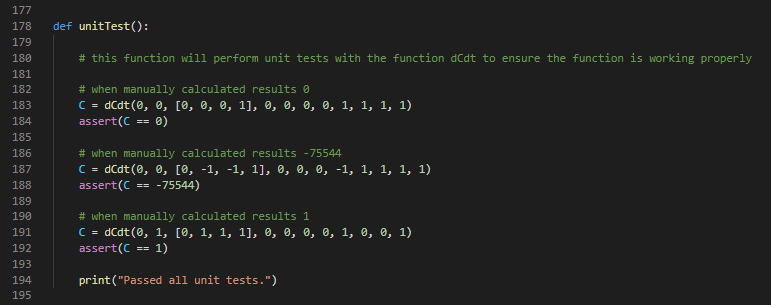 177
178 def unitTest():
179
180 # this function will perform unit tests with the function dCdt to ensure the function is working properly
181
182 # when manually calculated results 0
183 C = dCdt(0, 0, [0, 0, 0, 1], 0, 0, 0, 0, 1, 1, 1, 1)
184 assert(C == 0)
185
186 # when manually calculated results -75544
187 C = dCdt(0, 0, [0, -1, -1, 1], 0, 0, 0, -1, 1, 1, 1, 1)
188 assert(C == -75544)
189
190 # when manually calculated results 1
191 C = dCdt(0, 1, [0, 1, 1, 1], 0, 0, 0, 0, 1, 0, 0, 1)
192 assert(C == 1)
193
194 print("Passed all unit tests.")
195